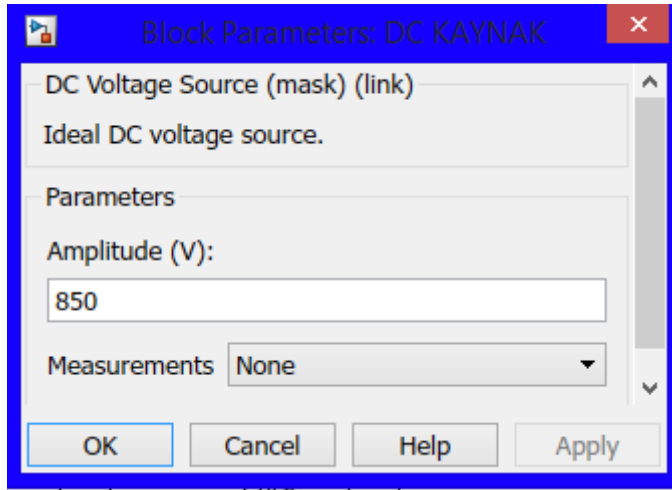 Block Parameters: DC KAYNAK
DC Voltage Source (mask) (link)
Ideal DC voltage source.
Parameters
Amplitude (V):
850
Measurements None
OK Cancel Help Apply